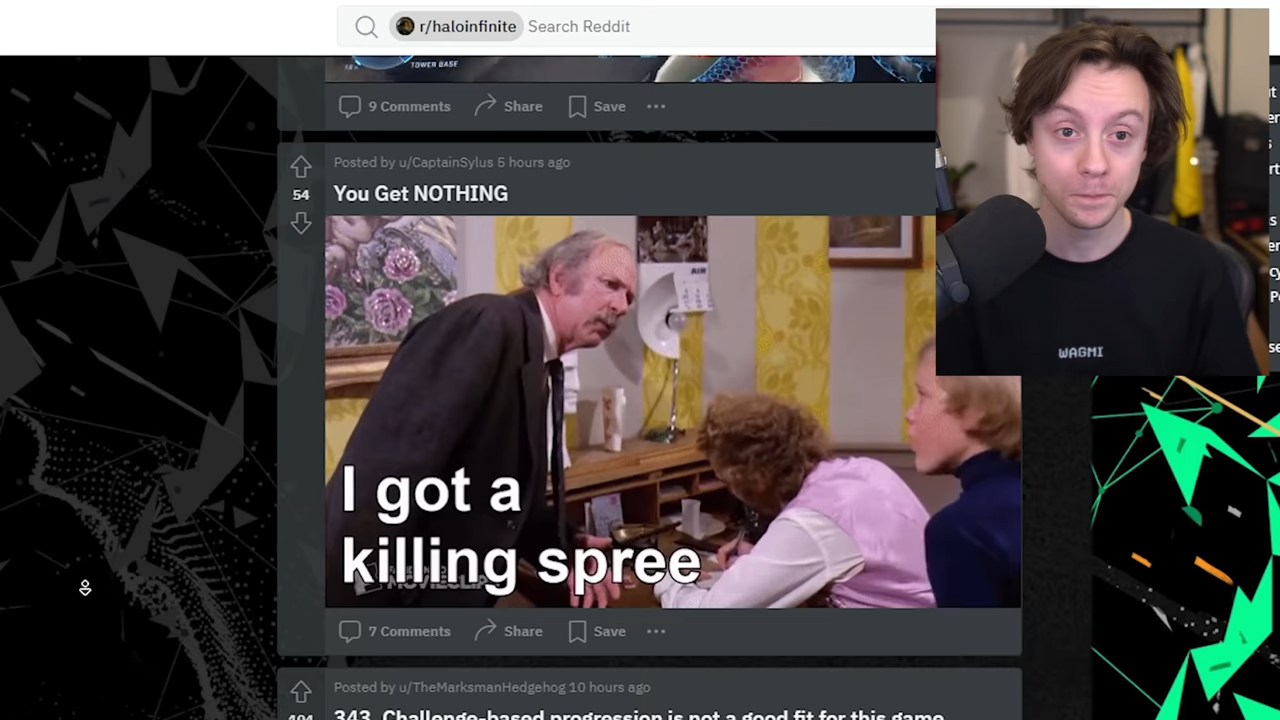 r/haloinfinite Search Reddit
TOWER BASE
9 Comments Share Save
Posted by u/CaptainSylus 5 hours ago
54
You Get NOTHING
WAGMI
I got a
killing spree
7 Comments Share Save
Posted by u/TheMarksmanHedgehog 10 hours ago
343, Challenge-based progression is not a good fit for this game